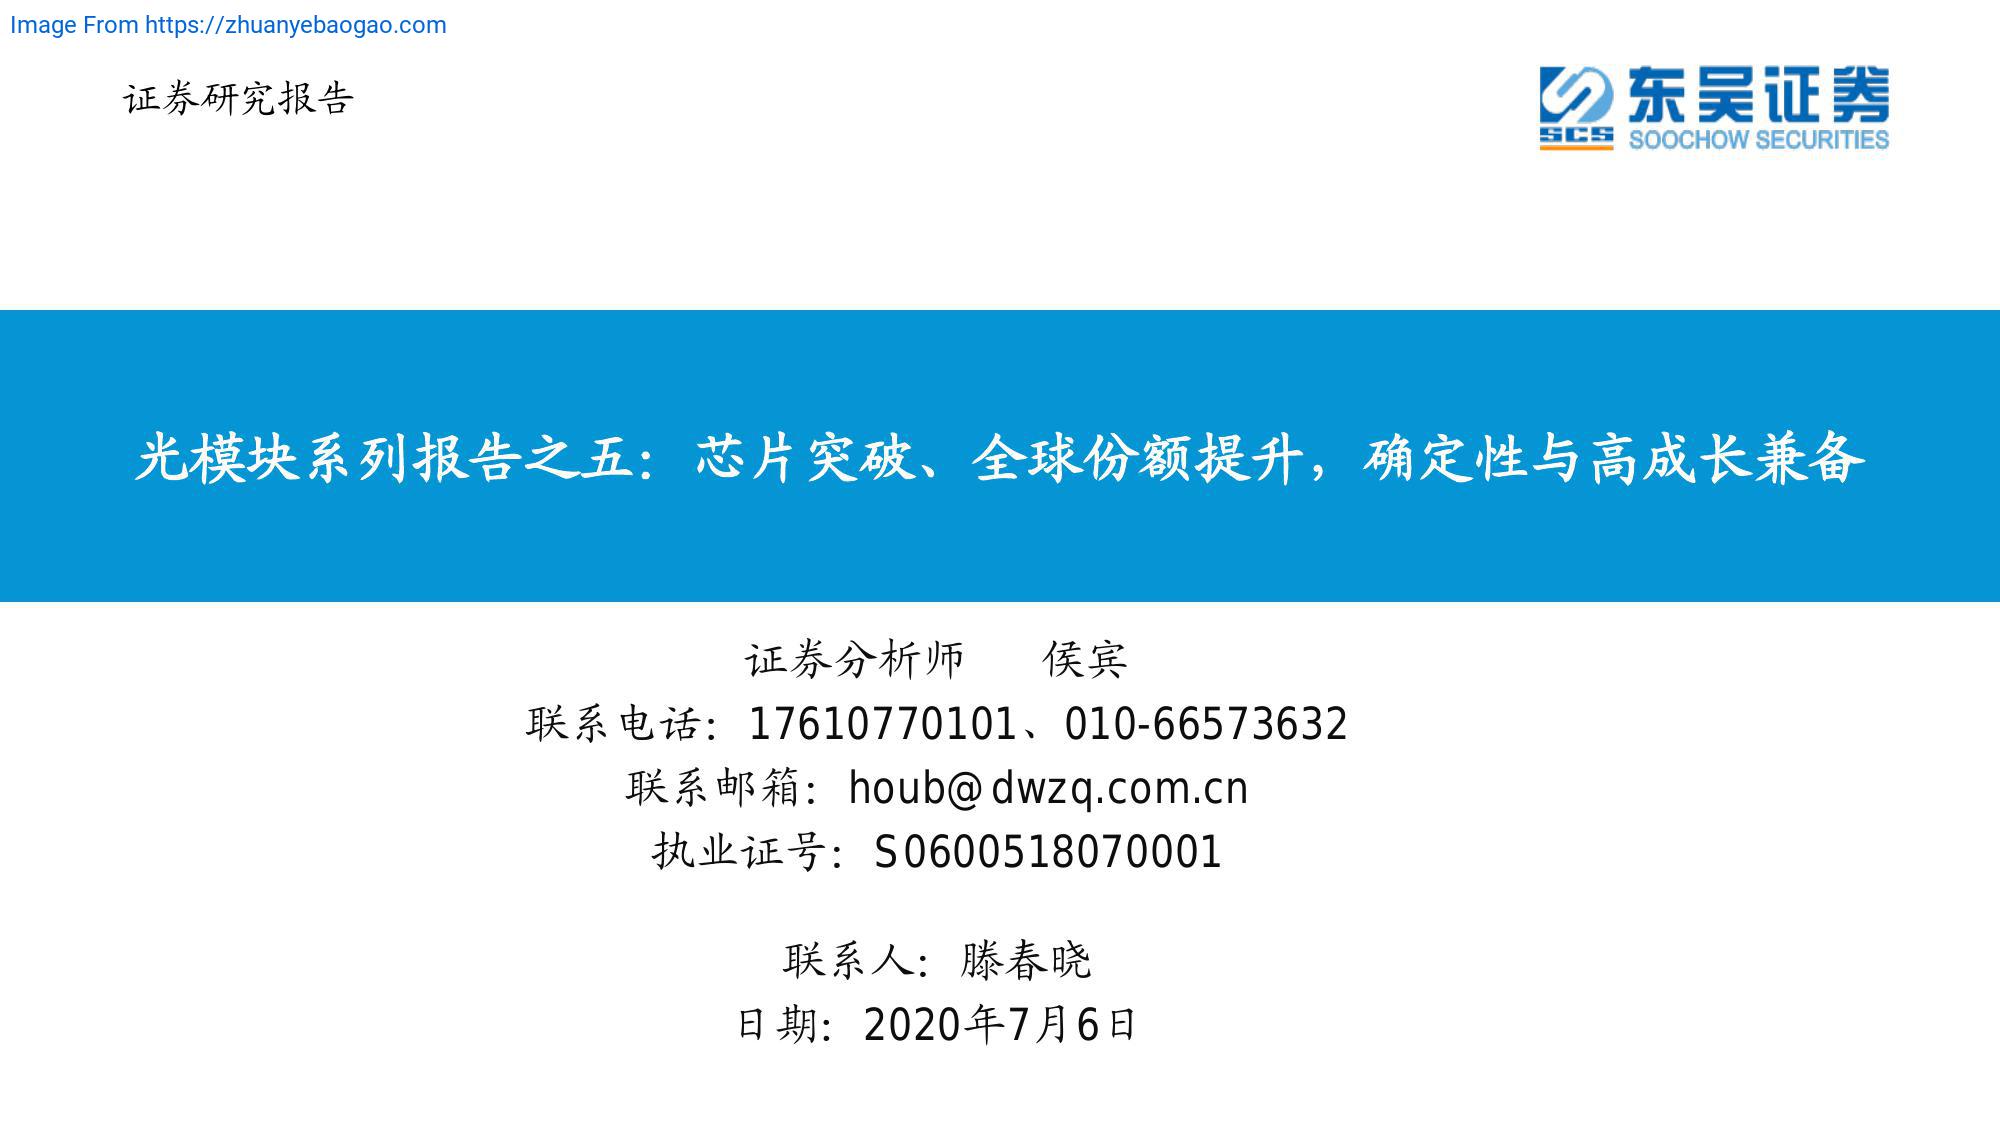 Image From https://zhuanyebaogao.com
证券研究报告
东吴证券
SCS
SOOCHOW SECURITIES
光模块系列报告之五：芯片突破、全球份额提升，确定性与高成长兼备
证券分析师 侯宾
联系电话：17610770101、010-66573632
联系邮箱：houb@dwzq.com.cn
执业证号：S0600518070001
联系人：滕春晓
日期：2020年7月6日